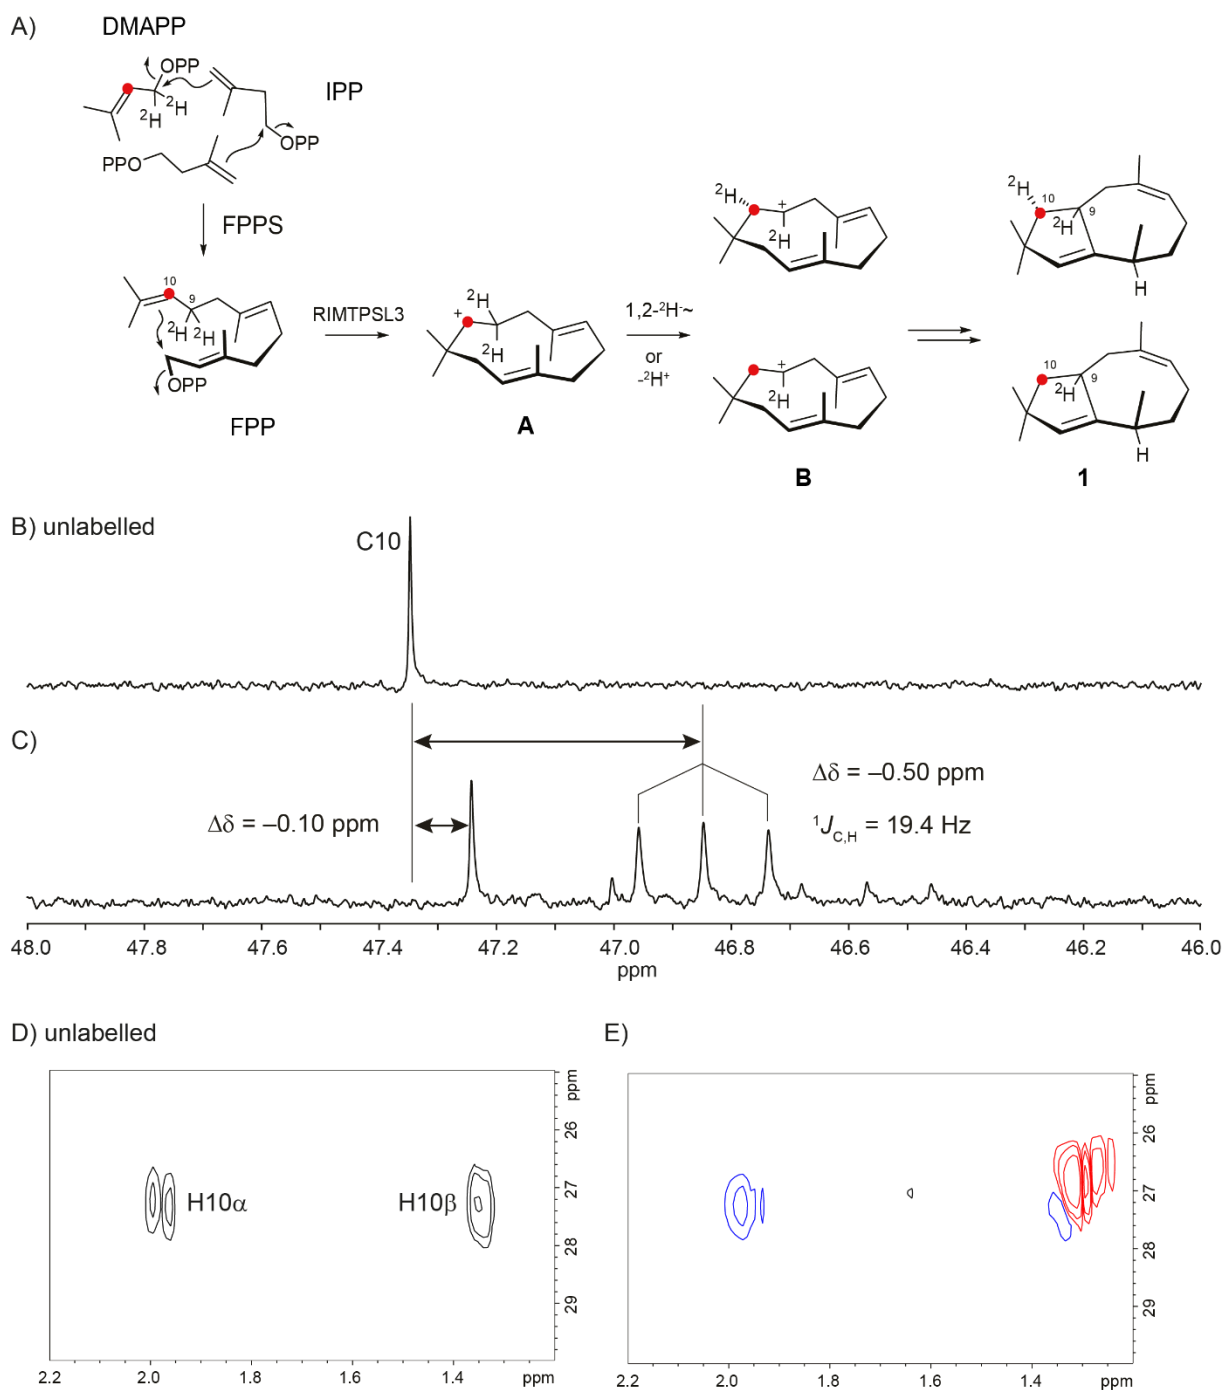 A)
DMAPP
OPP
²H
²H
IPP
OPP
PPO
FPPS
10
9
²H ²H
OPP
FPP
RIMTPSL3
+
²H
²H
A
1,2-²H⁻~
or
-²H⁺
²H
+
²H
+
²H
B
²H
10
²H
9
H
10
²H
9
H
1
B) unlabelled
C10
C)
Δδ = –0.10 ppm
Δδ = –0.50 ppm
¹J_C,H = 19.4 Hz
48.0 47.8 47.6 47.4 47.2 47.0 46.8 46.6 46.4 46.2 46.0
ppm
D) unlabelled
H10α
H10β
ppm
26
27
28
29
2.2 2.0 1.8 1.6 1.4 ppm
E)
ppm
26
27
28
29
2.2 2.0 1.8 1.6 1.4 ppm